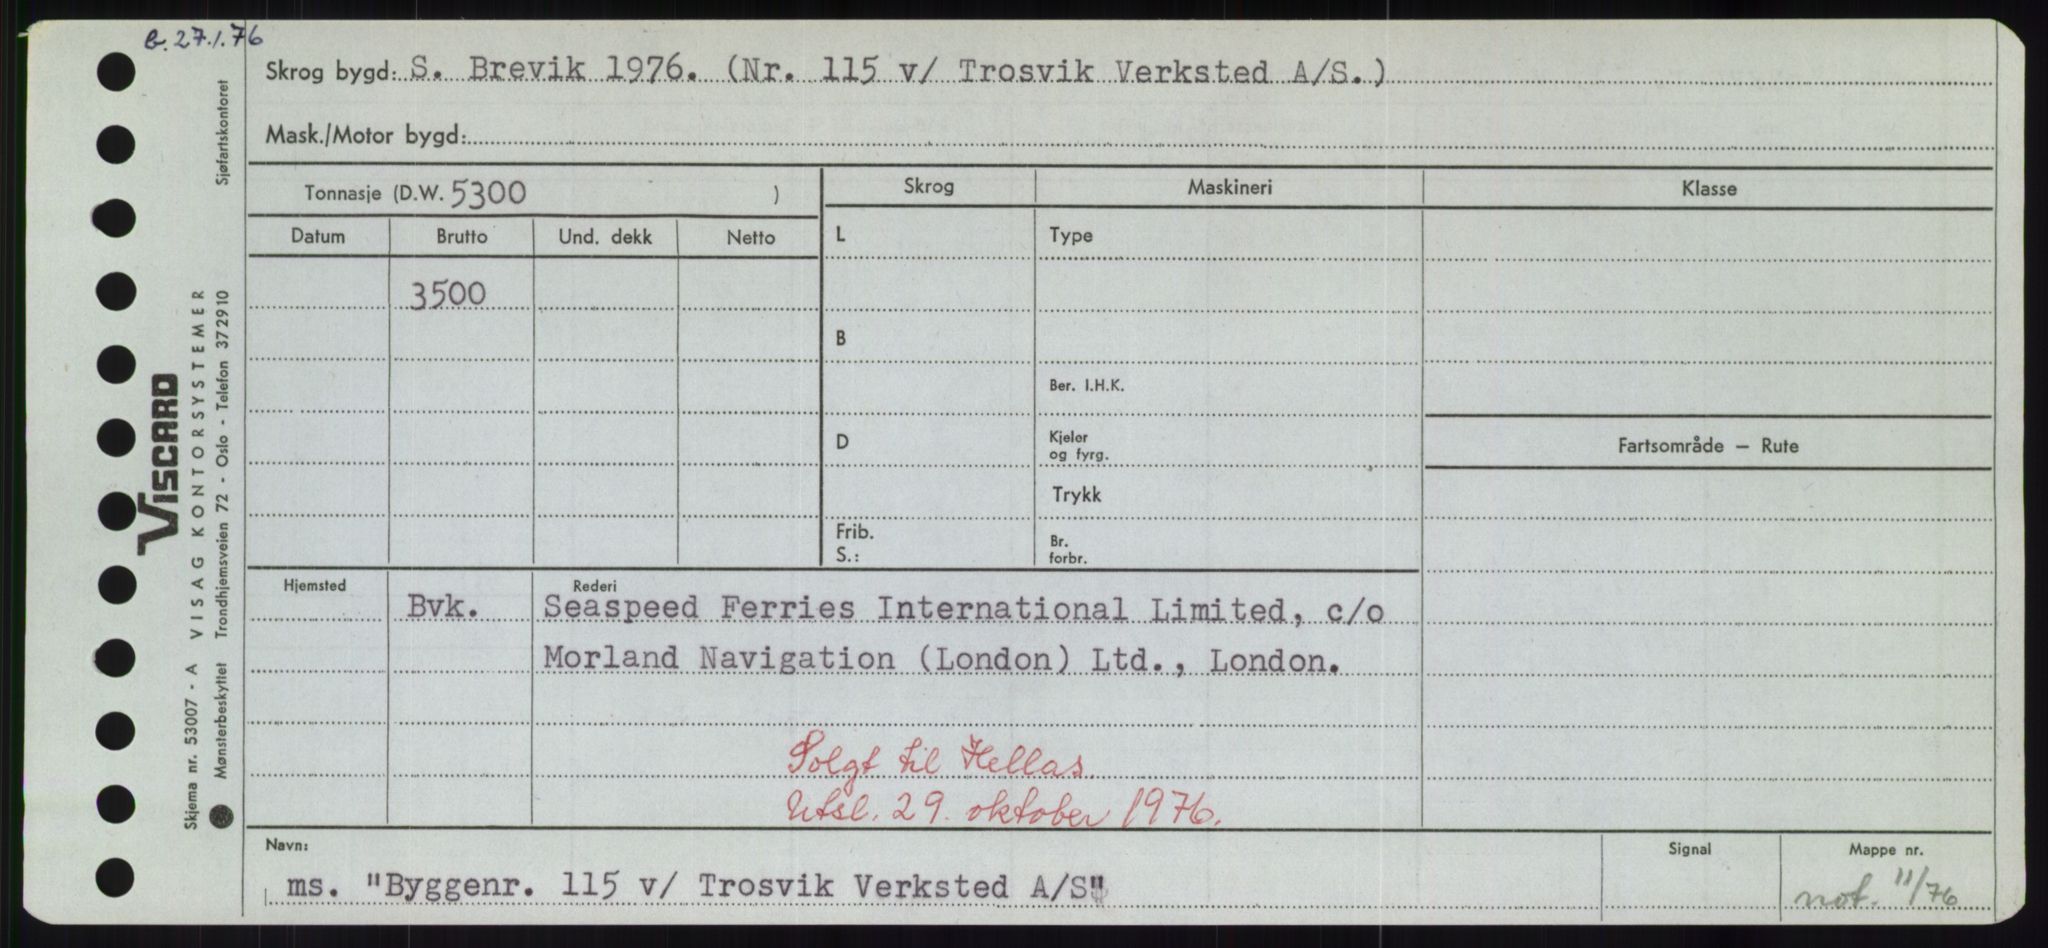 b. 27.1.76
Skrog bygd: S. Brevik 1976. (Nr. 115 v/ Trosvik Verksted A/S.)
Mask./Motor bygd:
Tonnasje (D.W. 5300 )
Skrog
Maskineri
Klasse
Datum
Brutto
Und. dekk
Netto
L
Type
3500
B
Ber. I.H.K.
D
Kjeler
og fyrg.
Fartsområde — Rute
Trykk
Frib.
S.:
Br.
forbr.
Hjemsted
Rederi
Bvk.
Seaspeed Ferries International Limited, c/o
Morland Navigation (London) Ltd., London.
Solgt til Hellas.
Utsl. 29. oktober 1976.
Navn:
Signal
Mappe nr.
ms. "Byggenr. 115 v/ Trosvik Verksted A/S"
not. 11/76
Skjema nr. 53007 - A VISAG KONTORSYSTEMER
Mønsterbeskyttet Trondhjemsveien 72 - Oslo - Telefon 372910
Sjøfartskontoret
VISCARD